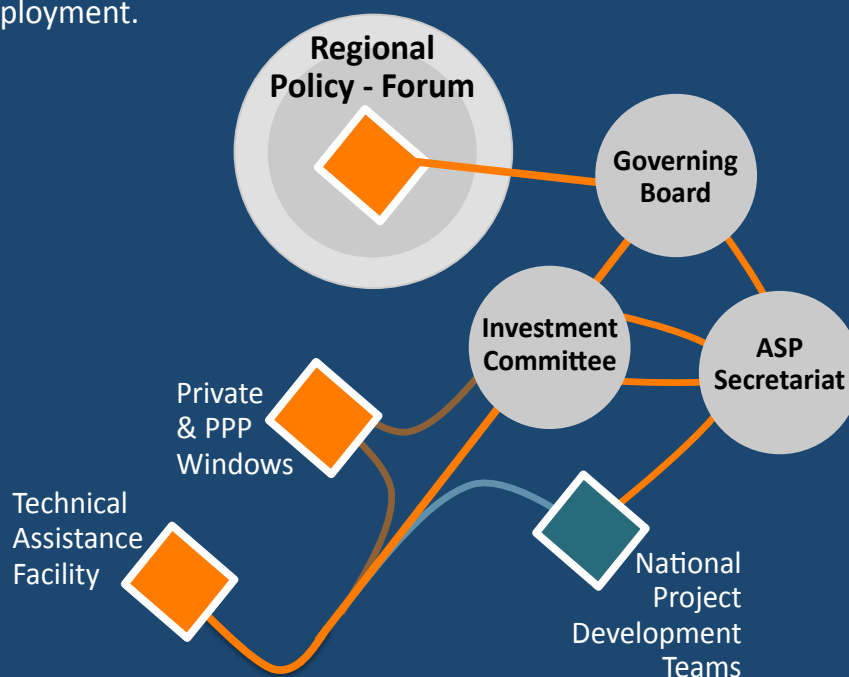 ployment.
Regional
Policy - Forum
Governing
Board
Investment
Committee
ASP
Secretariat
Private
& PPP
Windows
Technical
Assistance
Facility
National
Project
Development
Teams